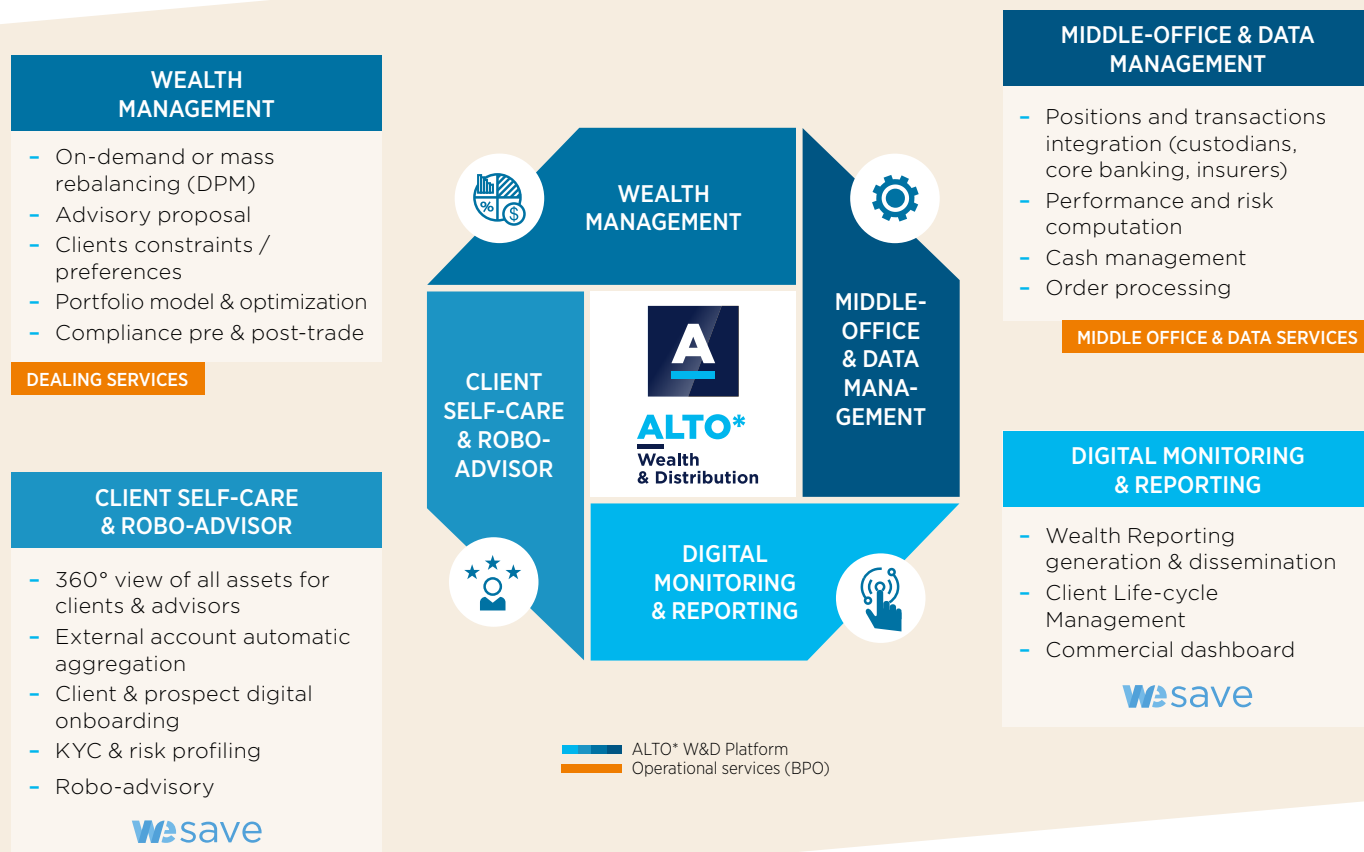 WEALTH
MANAGEMENT
– On-demand or mass
rebalancing (DPM)
– Advisory proposal
– Clients constraints /
preferences
– Portfolio model & optimization
– Compliance pre & post-trade
DEALING SERVICES
CLIENT SELF-CARE
& ROBO-ADVISOR
– 360° view of all assets for
clients & advisors
– External account automatic
aggregation
– Client & prospect digital
onboarding
– KYC & risk profiling
– Robo-advisory
wesave
WEALTH
MANAGEMENT
%
$
MIDDLE-
OFFICE
& DATA
MANA-
GEMENT
CLIENT
SELF-CARE
& ROBO-
ADVISOR
A
ALTO*
Wealth
& Distribution
DIGITAL
MONITORING
& REPORTING
ALTO* W&D Platform
Operational services (BPO)
MIDDLE-OFFICE & DATA
MANAGEMENT
– Positions and transactions
integration (custodians,
core banking, insurers)
– Performance and risk
computation
– Cash management
– Order processing
MIDDLE OFFICE & DATA SERVICES
DIGITAL MONITORING
& REPORTING
– Wealth Reporting
generation & dissemination
– Client Life-cycle
Management
– Commercial dashboard
wesave